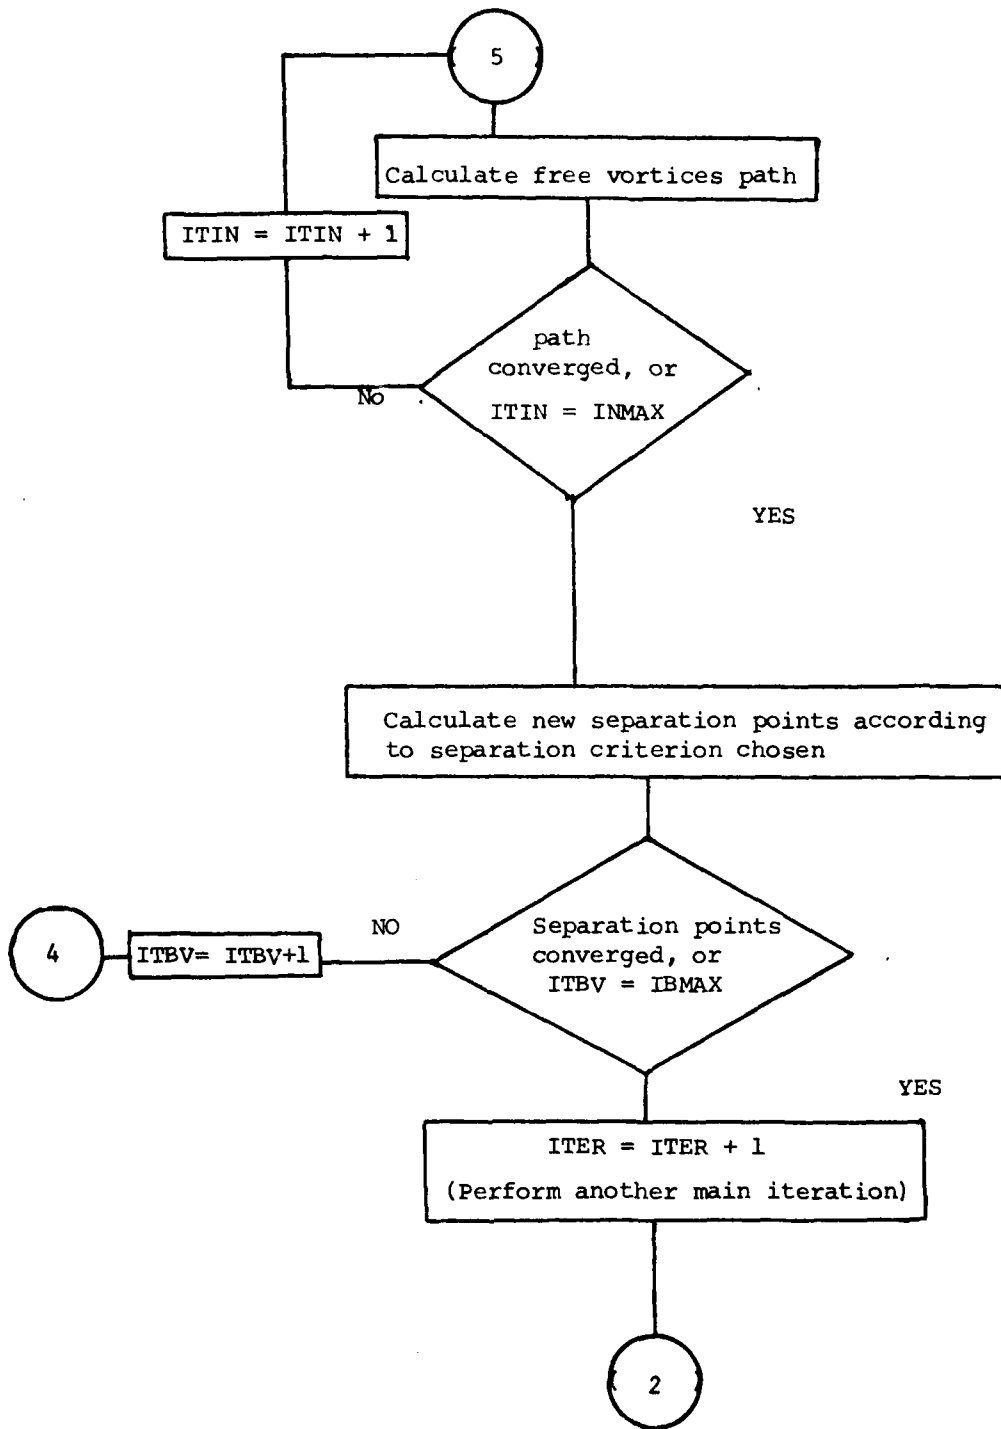 5
Calculate free vortices path
ITIN = ITIN + 1
path
converged, or
ITIN = INMAX
No
YES
Calculate new separation points according
to separation criterion chosen
Separation points
converged, or
ITBV = IBMAX
NO
ITBV= ITBV+1
4
YES
ITER = ITER + 1
(Perform another main iteration)
2